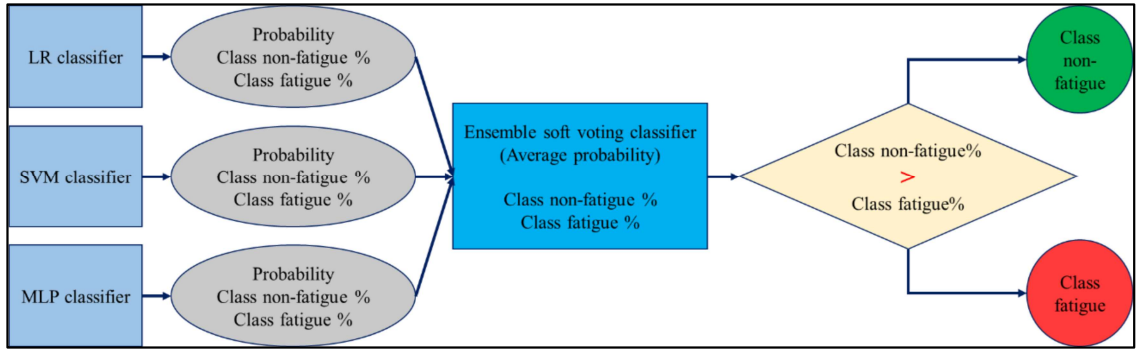 LR classifier
Probability
Class non-fatigue %
Class fatigue %
SVM classifier
Probability
Class non-fatigue %
Class fatigue %
MLP classifier
Probability
Class non-fatigue %
Class fatigue %
Ensemble soft voting classifier
(Average probability)
Class non-fatigue %
Class fatigue %
Class non-fatigue%
>
Class fatigue%
Class
non-
fatigue
Class
fatigue